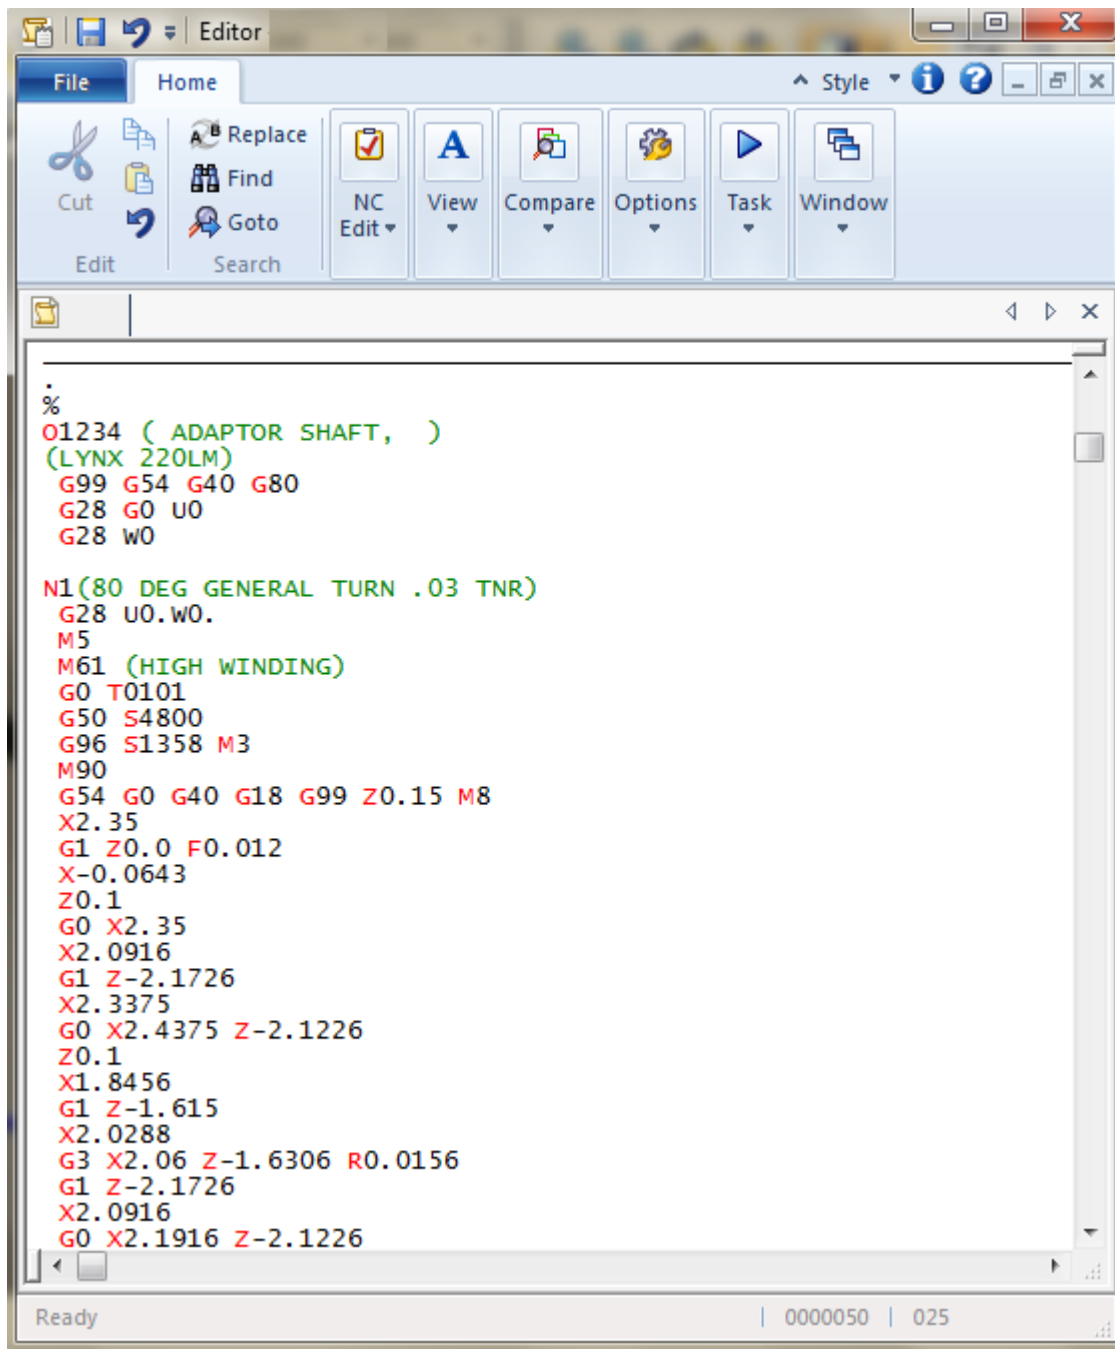 Editor
File Home Style
Cut Replace Find Goto NC Edit View Compare Options Task Window
Edit Search
.
%
O1234 ( ADAPTOR SHAFT,  )
(LYNX 220LM)
G99 G54 G40 G80
G28 G0 U0
G28 W0
N1(80 DEG GENERAL TURN .03 TNR)
G28 U0.W0.
M5
M61 (HIGH WINDING)
G0 T0101
G50 S4800
G96 S1358 M3
M90
G54 G0 G40 G18 G99 Z0.15 M8
X2.35
G1 Z0.0 F0.012
X-0.0643
Z0.1
G0 X2.35
X2.0916
G1 Z-2.1726
X2.3375
G0 X2.4375 Z-2.1226
Z0.1
X1.8456
G1 Z-1.615
X2.0288
G3 X2.06 Z-1.6306 R0.0156
G1 Z-2.1726
X2.0916
G0 X2.1916 Z-2.1226
Ready 0000050 025